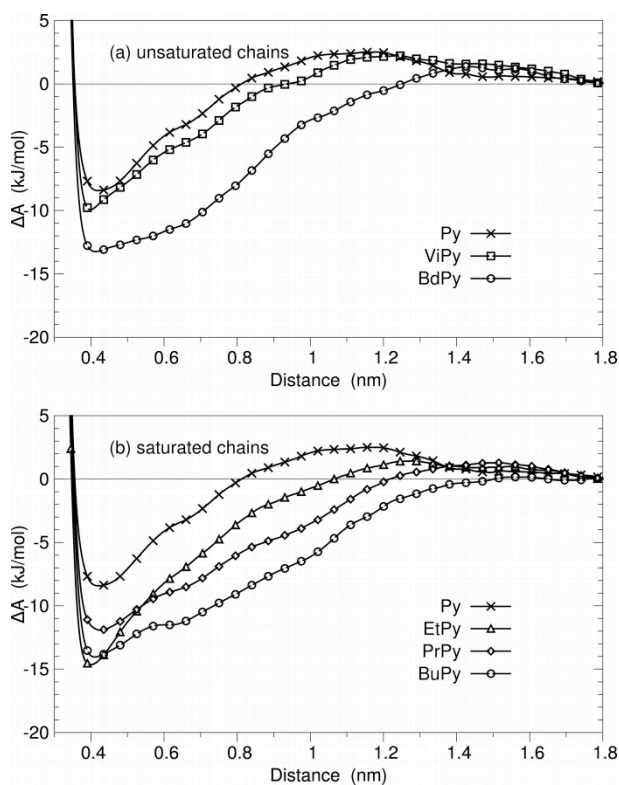 (a) unsaturated chains
5
0
-5
-10
-15
-20
ΔA (kJ/mol)
Py
ViPy
BdPy
0.4 0.6 0.8 1 1.2 1.4 1.6 1.8
Distance (nm)
(b) saturated chains
5
0
-5
-10
-15
-20
ΔA (kJ/mol)
Py
EtPy
PrPy
BuPy
0.4 0.6 0.8 1 1.2 1.4 1.6 1.8
Distance (nm)